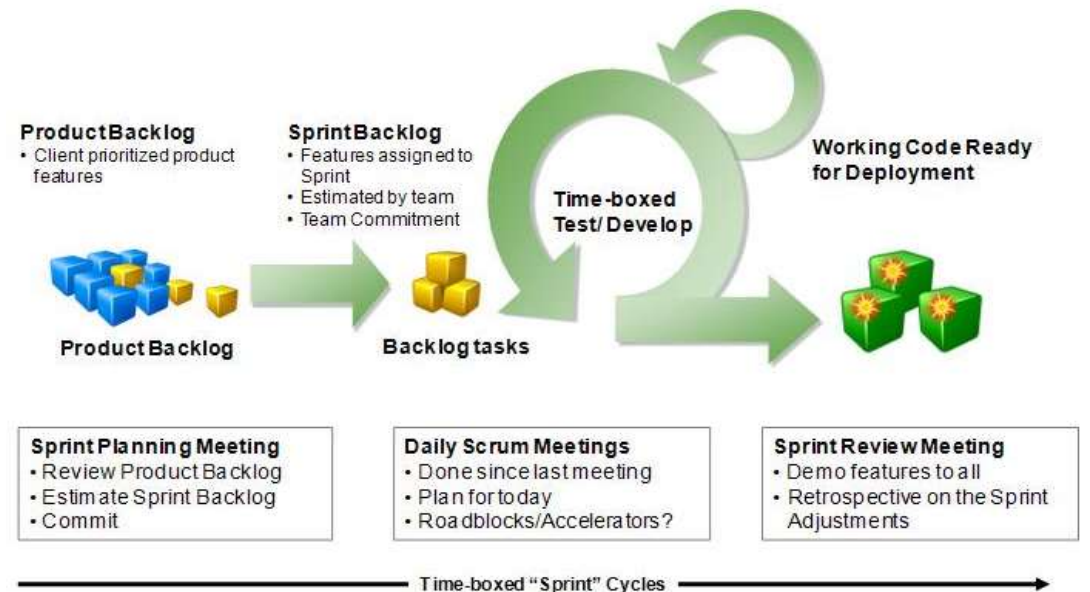 Product Backlog
• Client prioritized product
features
Sprint Backlog
• Features assigned to
Sprint
• Estimated by team
• Team Commitment
Time-boxed
Test/ Develop
Working Code Ready
for Deployment
Product Backlog
Backlog tasks
Sprint Planning Meeting
• Review Product Backlog
• Estimate Sprint Backlog
• Commit
Daily Scrum Meetings
• Done since last meeting
• Plan for today
• Roadblocks/Accelerators?
Sprint Review Meeting
• Demo features to all
• Retrospective on the Sprint
Adjustments
Time-boxed “Sprint” Cycles